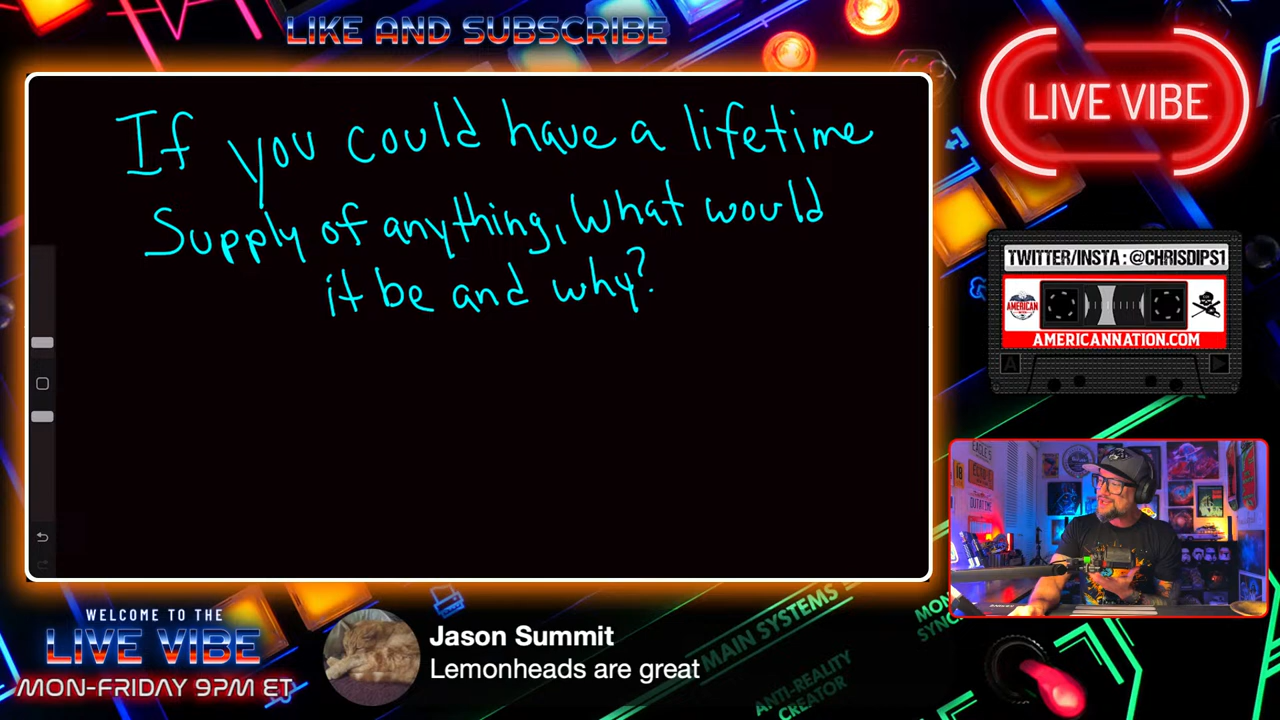 LIKE AND SUBSCRIBE
LIVE VIBE
If you could have a lifetime
Supply of anything, What would
it be and why?
TWITTER/INSTA : @CHRISDIPS1
AMERICAN
AMERICANNATION.COM
A
WELCOME TO THE
LIVE VIBE
MON-FRIDAY 9PM ET
Jason Summit
Lemonheads are great
MAIN SYSTEMS
ANTI-REALITY
CREATOR